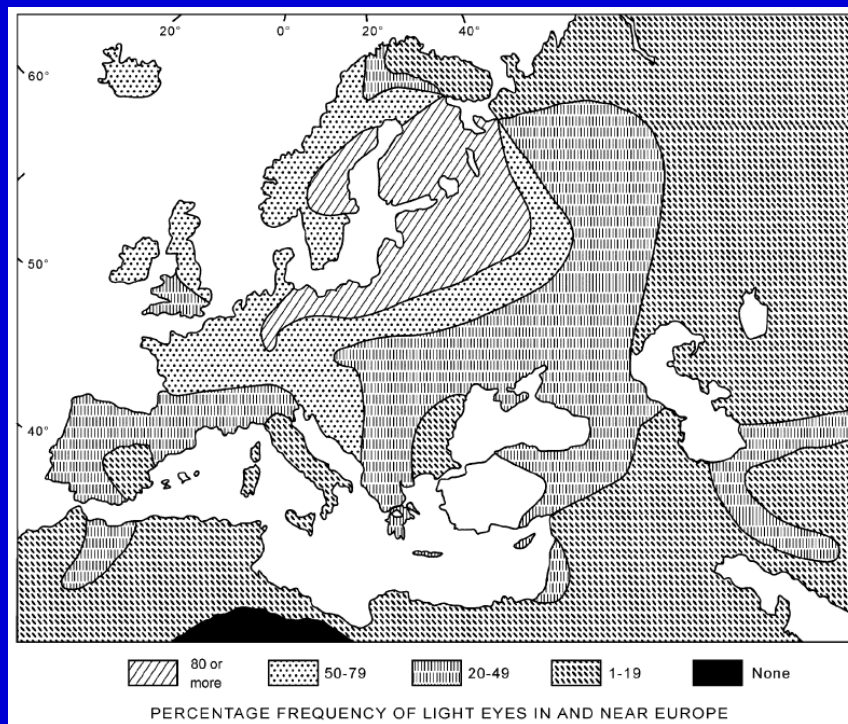 20° 0° 20° 40°
60°
50°
40°
80 or more
50-79
20-49
1-19
None
PERCENTAGE FREQUENCY OF LIGHT EYES IN AND NEAR EUROPE